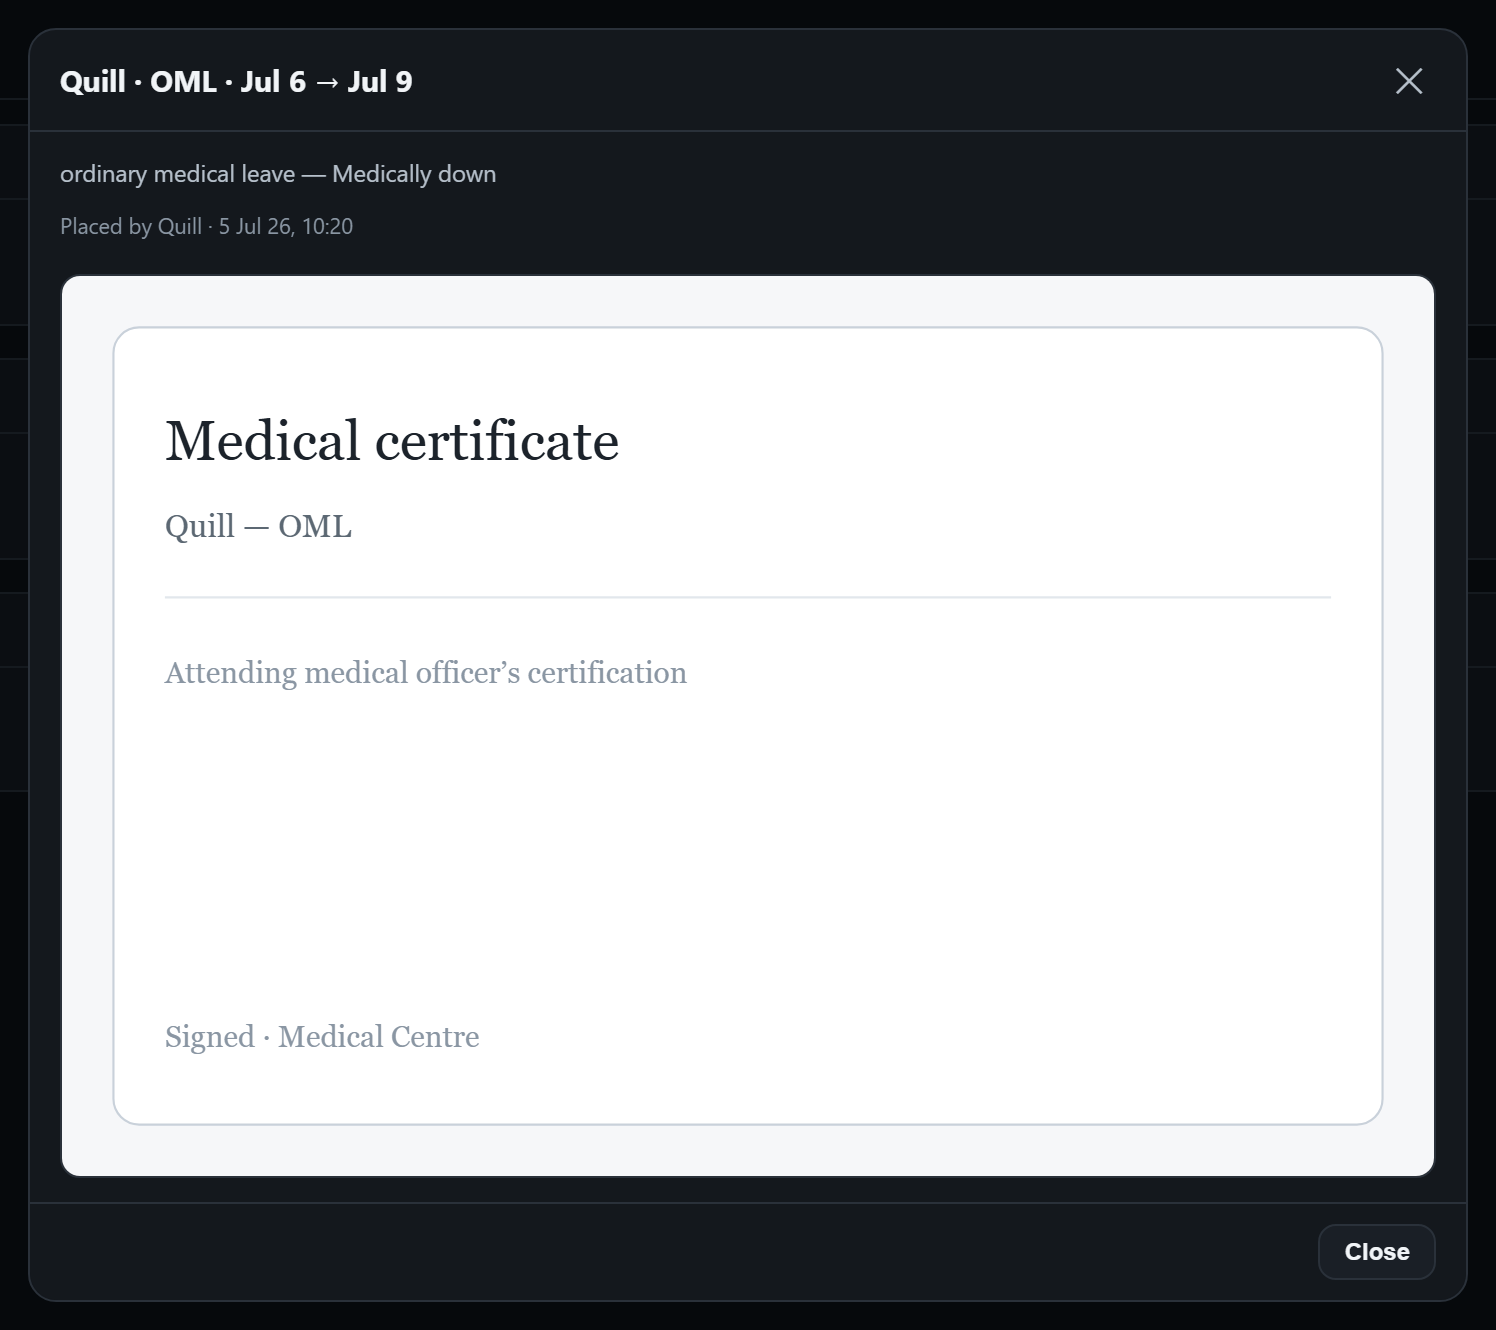 Quill · OML · Jul 6 → Jul 9
ordinary medical leave — Medically down
Placed by Quill · 5 Jul 26, 10:20
Medical certificate
Quill — OML
Attending medical officer’s certification
Signed · Medical Centre
Close